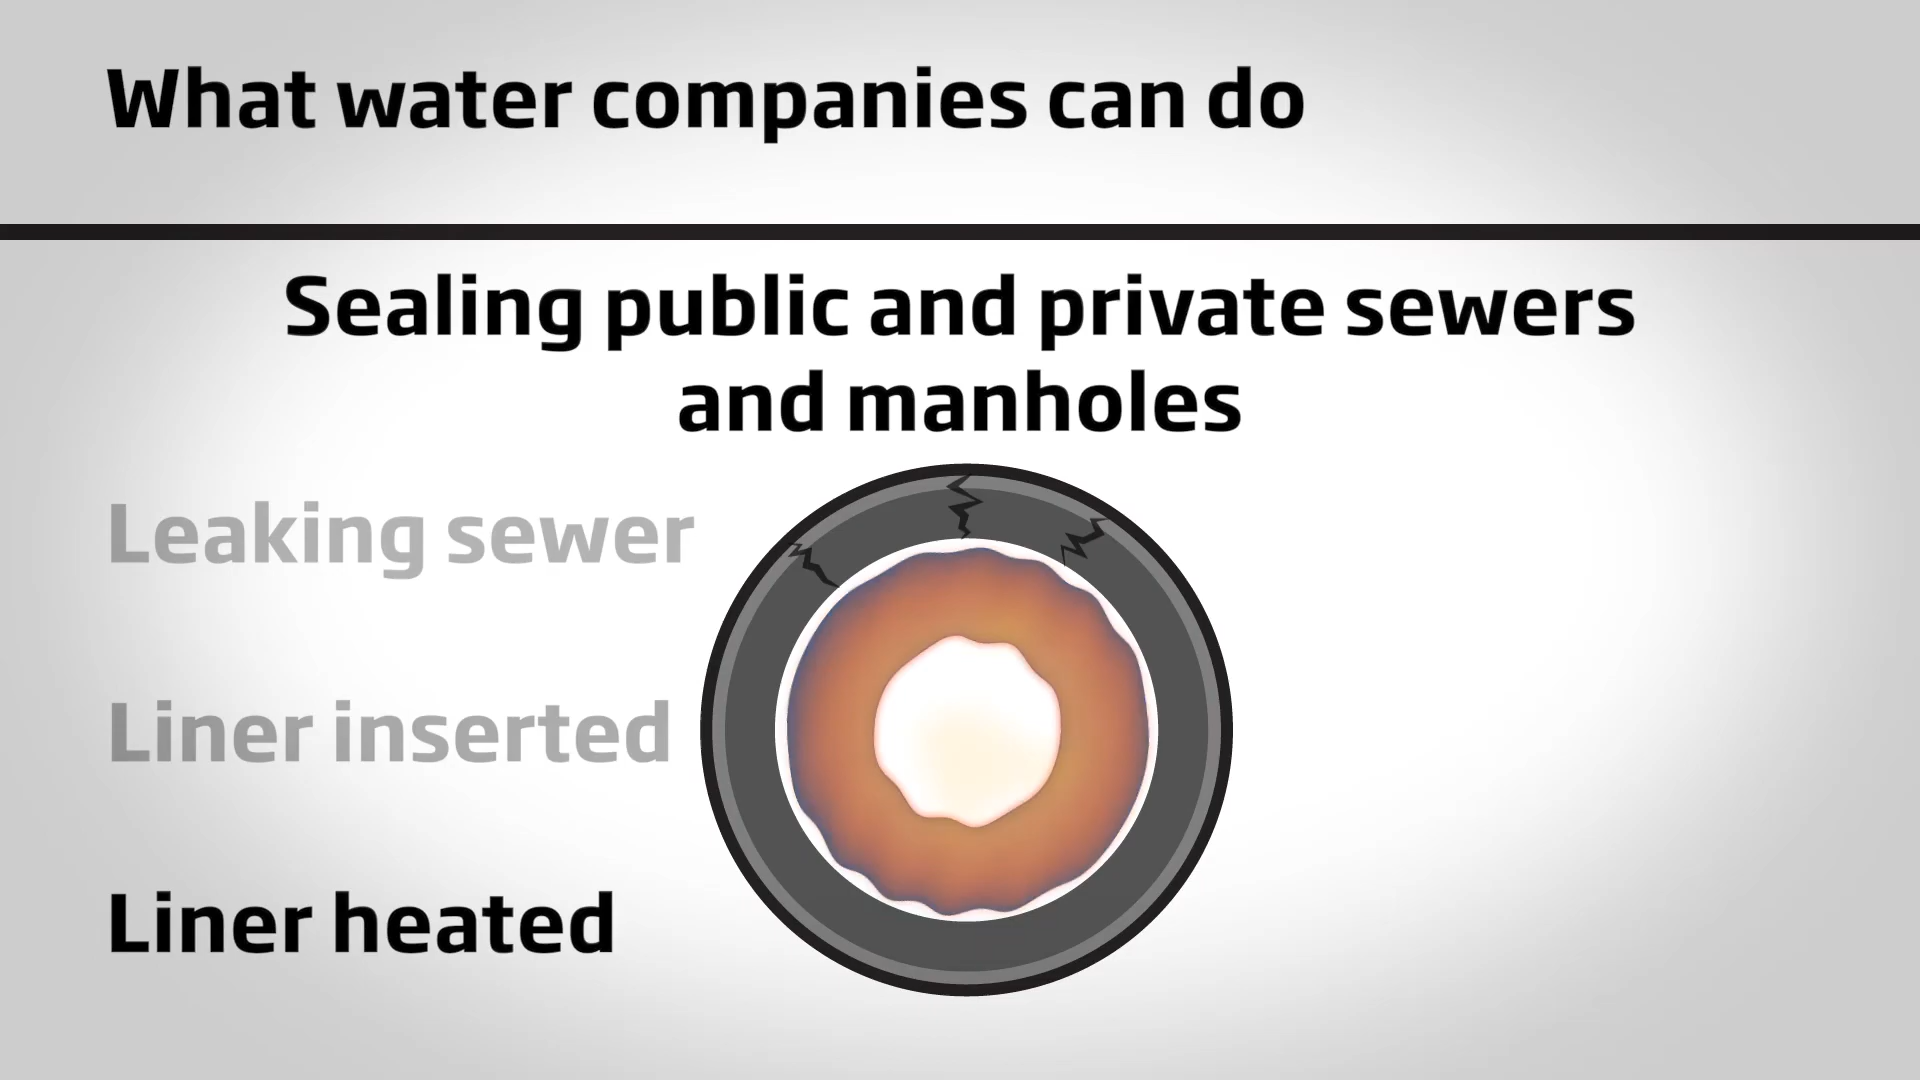 What water companies can do
Sealing public and private sewers
and manholes
Leaking sewer
Liner inserted
Liner heated